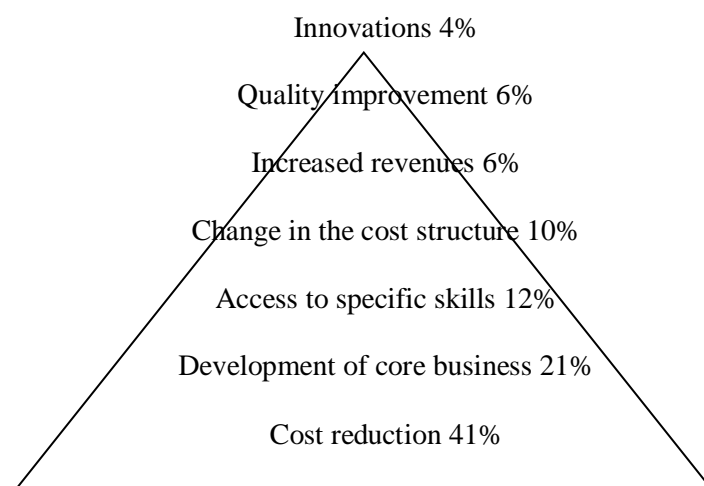 Innovations 4%
Quality improvement 6%
Increased revenues 6%
Change in the cost structure 10%
Access to specific skills 12%
Development of core business 21%
Cost reduction 41%